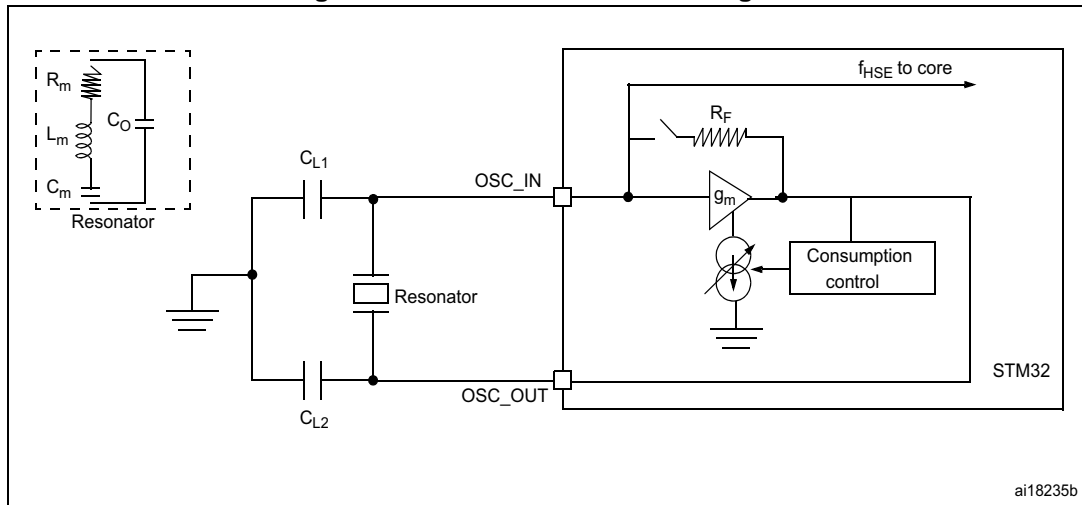 R_m
L_m
C_O
C_m
Resonator
C_L1
C_L2
Resonator
OSC_IN
OSC_OUT
f_HSE to core
R_F
g_m
Consumption
control
STM32
ai18235b